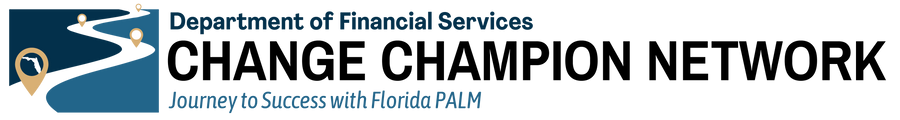 Department of Financial Services
CHANGE CHAMPION NETWORK
Journey to Success with Florida PALM